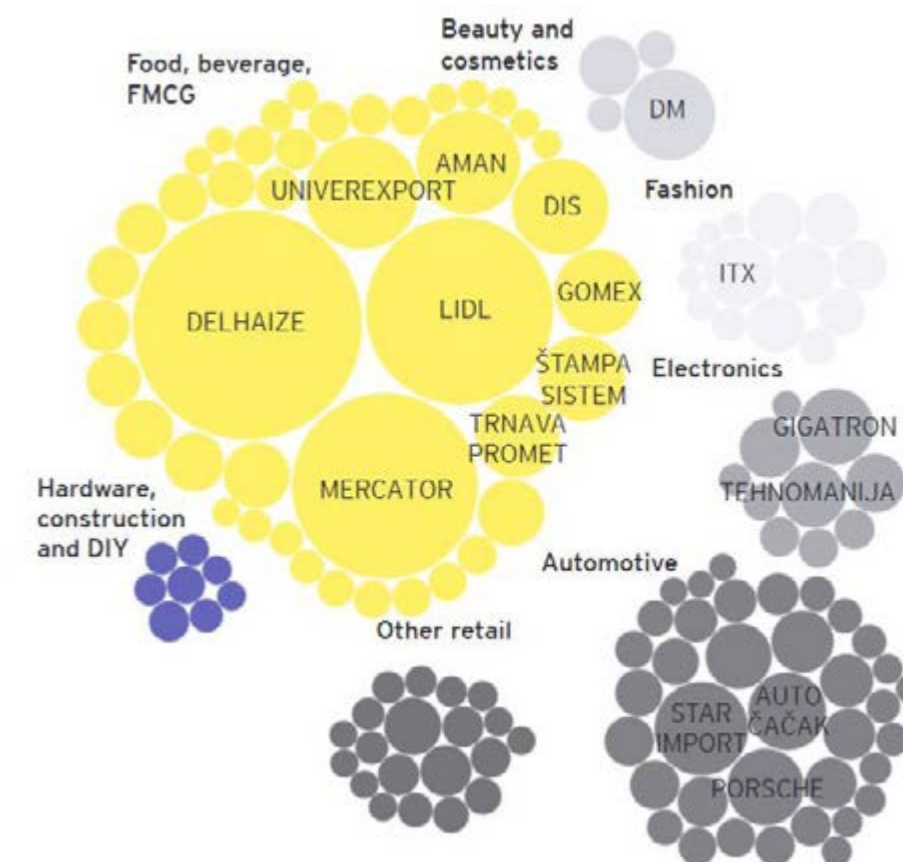 Beauty and
cosmetics
Food, beverage,
FMCG
DM
AMAN
UNIVEREXPORT
DIS
Fashion
ITX
GOMEX
LIDL
DELHAIZE
ŠTAMPA
SISTEM
Electronics
TRNAVA
PROMET
GIGATRON
MERCATOR
TEHNOMANIJA
Hardware,
construction
and DIY
Automotive
Other retail
AUTO
ČAČAK
STAR
IMPORT
PORSCHE